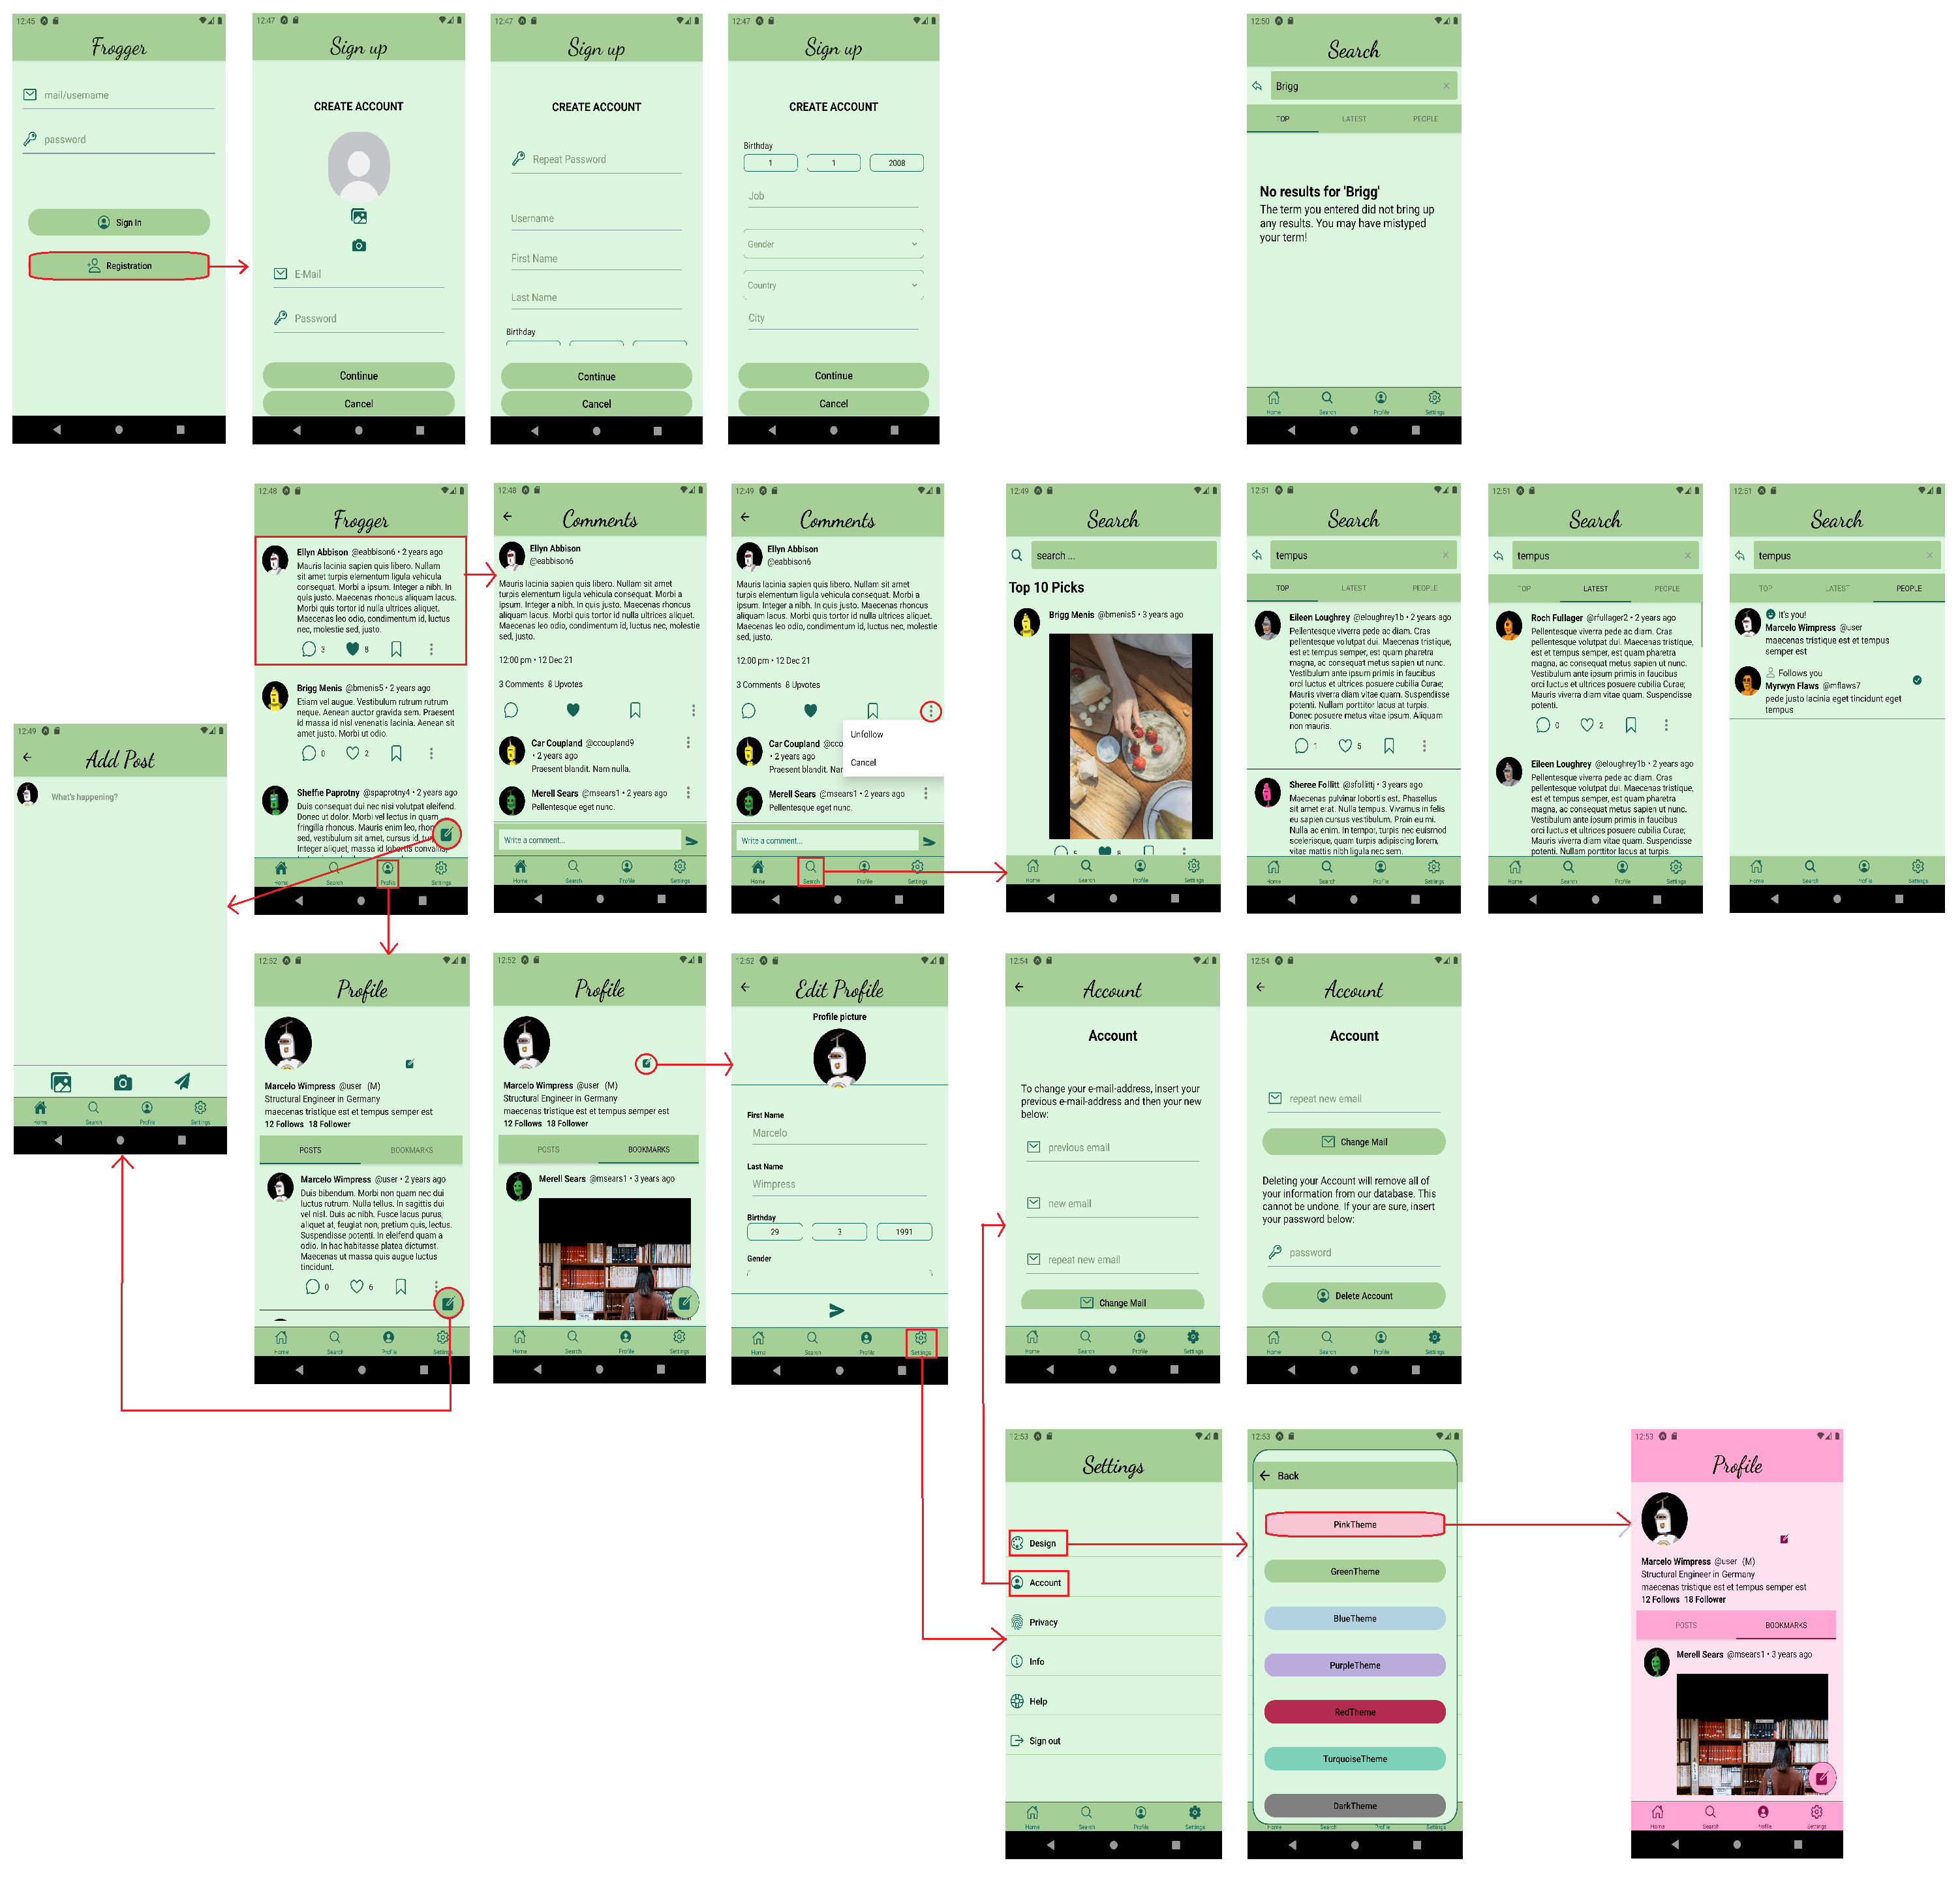 12:45
Frogger
mail/username
password
Sign In
Registration
12:47
Sign up
CREATE ACCOUNT
E-Mail
Password
Continue
Cancel
12:47
Sign up
CREATE ACCOUNT
Repeat Password
Username
First Name
Last Name
Birthday
Continue
Cancel
12:47
Sign up
CREATE ACCOUNT
Birthday
1 1 2008
Job
Gender
Country
City
Continue
Cancel
12:50
Search
Brigg
TOP LATEST PEOPLE
No results for 'Brigg'
The term you entered did not bring up
any results. You may have mistyped
your term!
Home Search Profile Settings
12:48
Frogger
Ellyn Abbison @eabbison6 • 2 years ago
Mauris lacinia sapien quis libero. Nullam
sit amet turpis elementum ligula vehicula
consequat. Morbi a ipsum. Integer a nibh. In
quis justo. Maecenas rhoncus aliquam lacus.
Morbi quis tortor id nulla ultrices aliquet.
Maecenas leo odio, condimentum id, luctus
nec, molestie sed, justo.
3 8
Brigg Menis @bmenis5 • 2 years ago
Etiam vel augue. Vestibulum rutrum rutrum
neque. Aenean auctor gravida sem. Praesent
id massa id nisl venenatis lacinia. Aenean sit
amet justo. Morbi ut odio.
0 2
Sheffie Paprotny @spaprotny4 • 2 years ago
Duis consequat dui nec nisi volutpat eleifend.
Donec ut dolor. Morbi vel lectus in quam
fringilla rhoncus. Mauris enim leo, rhon
sed, vestibulum sit amet, cursus id, tur
Integer aliquet, massa id lobortis convallis,
Home Search Profile Settings
12:48
Comments
Ellyn Abbison
@eabbison6
Mauris lacinia sapien quis libero. Nullam sit amet
turpis elementum ligula vehicula consequat. Morbi a
ipsum. Integer a nibh. In quis justo. Maecenas rhoncus
aliquam lacus. Morbi quis tortor id nulla ultrices aliquet.
Maecenas leo odio, condimentum id, luctus nec, molestie
sed, justo.
12:00 pm • 12 Dec 21
3 Comments 8 Upvotes
Car Coupland @ccoupland9
• 2 years ago
Praesent blandit. Nam nulla.
Merell Sears @msears1 • 2 years ago
Pellentesque eget nunc.
Write a comment...
Home Search Profile Settings
12:49
Comments
Ellyn Abbison
@eabbison6
Mauris lacinia sapien quis libero. Nullam sit amet
turpis elementum ligula vehicula consequat. Morbi a
ipsum. Integer a nibh. In quis justo. Maecenas rhoncus
aliquam lacus. Morbi quis tortor id nulla ultrices aliquet.
Maecenas leo odio, condimentum id, luctus nec, molestie
sed, justo.
12:00 pm • 12 Dec 21
3 Comments 8 Upvotes
Unfollow
Cancel
Car Coupland @ccou
• 2 years ago
Praesent blandit. Nar
Merell Sears @msears1 • 2 years ago
Pellentesque eget nunc.
Write a comment...
Home Search Profile Settings
12:49
Search
search ...
Top 10 Picks
Brigg Menis @bmenis5 • 3 years ago
5 8
Home Search Profile Settings
12:51
Search
tempus
TOP LATEST PEOPLE
Eileen Loughrey @eloughrey1b • 2 years ago
Pellentesque viverra pede ac diam. Cras
pellentesque volutpat dui. Maecenas tristique,
est et tempus semper, est quam pharetra
magna, ac consequat metus sapien ut nunc.
Vestibulum ante ipsum primis in faucibus
orci luctus et ultrices posuere cubilia Curae;
Mauris viverra diam vitae quam. Suspendisse
potenti. Nullam porttitor lacus at turpis.
Donec posuere metus vitae ipsum. Aliquam
non mauris.
1 5
Sheree Follitt @sfollittj • 3 years ago
Maecenas pulvinar lobortis est. Phasellus
sit amet erat. Nulla tempus. Vivamus in felis
eu sapien cursus vestibulum. Proin eu mi.
Nulla ac enim. In tempor, turpis nec euismod
scelerisque, quam turpis adipiscing lorem,
vitae mattis nibh ligula nec sem.
Home Search Profile Settings
12:51
Search
tempus
TOP LATEST PEOPLE
Roch Fullager @rfullager2 • 2 years ago
Pellentesque viverra pede ac diam. Cras
pellentesque volutpat dui. Maecenas tristique,
est et tempus semper, est quam pharetra
magna, ac consequat metus sapien ut nunc.
Vestibulum ante ipsum primis in faucibus
orci luctus et ultrices posuere cubilia Curae;
Mauris viverra diam vitae quam. Suspendisse
potenti.
0 2
Eileen Loughrey @eloughrey1b • 2 years ago
Pellentesque viverra pede ac diam. Cras
pellentesque volutpat dui. Maecenas tristique,
est et tempus semper, est quam pharetra
magna, ac consequat metus sapien ut nunc.
Vestibulum ante ipsum primis in faucibus
orci luctus et ultrices posuere cubilia Curae;
Mauris viverra diam vitae quam. Suspendisse
potenti. Nullam porttitor lacus at turpis.
Home Search Profile Settings
12:51
Search
tempus
TOP LATEST PEOPLE
It's you!
Marcelo Wimpress @user
maecenas tristique est et tempus
semper est
Follows you
Myrwyn Flaws @mflaws7
pede justo lacinia eget tincidunt eget
tempus
Home Search Profile Settings
12:49
Add Post
What's happening?
Home Search Profile Settings
12:52
Profile
Marcelo Wimpress @user (M)
Structural Engineer in Germany
maecenas tristique est et tempus semper est
12 Follows 18 Follower
POSTS BOOKMARKS
Marcelo Wimpress @user • 2 years ago
Duis bibendum. Morbi non quam nec dui
luctus rutrum. Nulla tellus. In sagittis dui
vel nisl. Duis ac nibh. Fusce lacus purus,
aliquet at, feugiat non, pretium quis, lectus.
Suspendisse potenti. In eleifend quam a
odio. In hac habitasse platea dictumst.
Maecenas ut massa quis augue luctus
tincidunt.
0 6
Home Search Profile Settings
12:52
Profile
Marcelo Wimpress @user (M)
Structural Engineer in Germany
maecenas tristique est et tempus semper est
12 Follows 18 Follower
POSTS BOOKMARKS
Merell Sears @msears1 • 3 years ago
Home Search Profile Settings
12:52
Edit Profile
Profile picture
First Name
Marcelo
Last Name
Wimpress
Birthday
29 3 1991
Gender
Home Search Profile Settings
12:54
Account
Account
To change your e-mail-address, insert your
previous e-mail-address and then your new
below:
previous email
new email
repeat new email
Change Mail
Home Search Profile Settings
12:54
Account
Account
repeat new email
Change Mail
Deleting your Account will remove all of
your information from our database. This
cannot be undone. If your are sure, insert
your password below:
password
Delete Account
Home Search Profile Settings
12:53
Settings
Design
Account
Privacy
Info
Help
Sign out
Home Search Profile Settings
12:53
Back
PinkTheme
GreenTheme
BlueTheme
PurpleTheme
RedTheme
TurquoiseTheme
DarkTheme
Home Search Profile Settings
12:53
Profile
Marcelo Wimpress @user (M)
Structural Engineer in Germany
maecenas tristique est et tempus semper est
12 Follows 18 Follower
POSTS BOOKMARKS
Merell Sears @msears1 • 3 years ago
Home Search Profile Settings